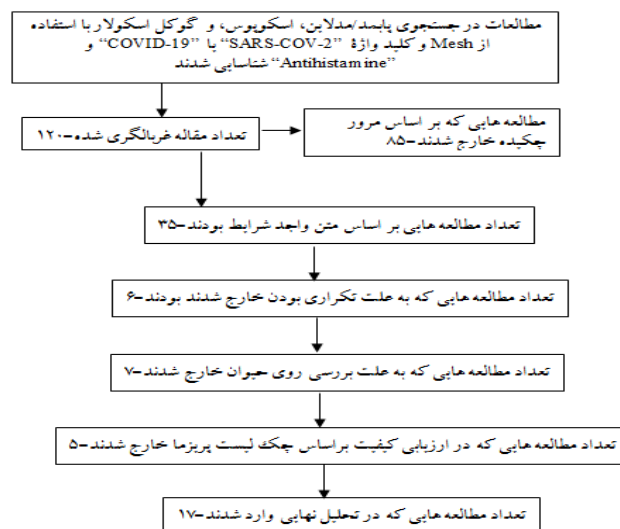 مطالعات در جستجوی پابمد/مدلاین، اسکوپوس، و گوگل اسکولار با استفاده
از Mesh و کلید واژۀ "SARS-COV-2" یا "COVID-19" و
"Antihistamine" شناسایی شدند
تعداد مقاله غربالگری شده-۱۲۰
مطالعه هایی که بر اساس مرور
چکیده خارج شدند-۸۵
تعداد مطالعه هایی بر اساس متن واجد شرایط بودند-۳۵
تعداد مطالعه هایی که به علت تکراری بودن خارج شدند بودند-۶
تعداد مطالعه هایی که به علت بررسی روی حیوان خارج شدند-۷
تعداد مطالعه هایی که در ارزیابی کیفیت براساس چک لیست پریزما خارج شدند-۵
تعداد مطالعه هایی که در تحلیل نهایی وارد شدند-۱۷